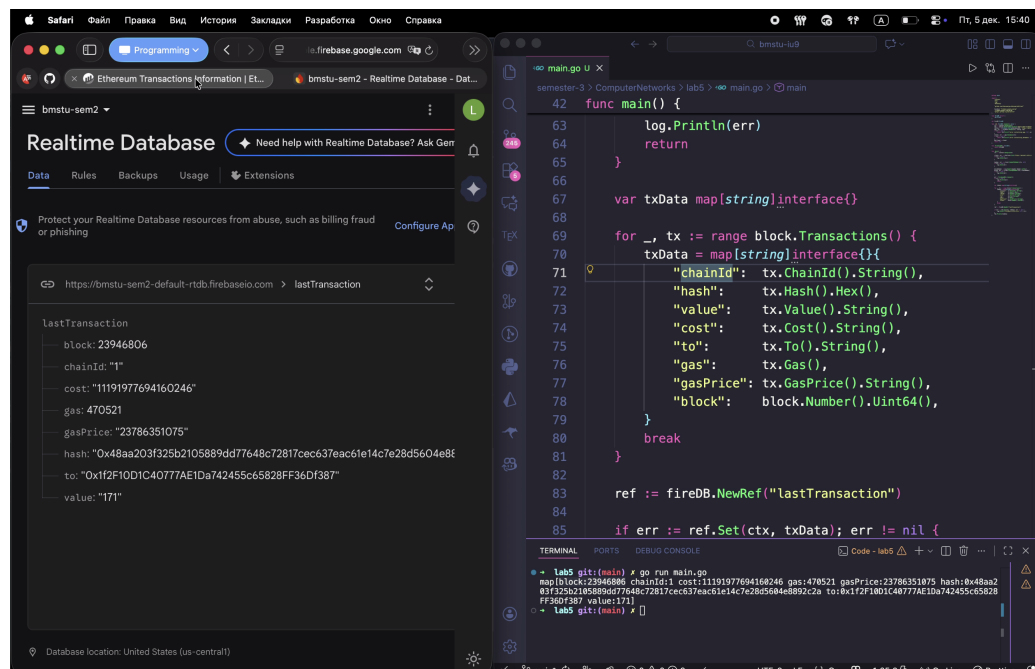 Safari Файл Правка Вид История Закладки Разработка Окно Справка A Пт, 5 дек. 15:40
Programming
e.firebase.google.com
Ethereum Transactions Information | Et...
bmstu-sem2 - Realtime Database - Dat...
bmstu-sem2
L
Realtime Database
Need help with Realtime Database? Ask Gem
Data Rules Backups Usage Extensions
Protect your Realtime Database resources from abuse, such as billing fraud
or phishing
Configure Ap
https://bmstu-sem2-default-rtdb.firebaseio.com > lastTransaction
lastTransaction
block: 23946806
chainId: "1"
cost: "11191977694160246"
gas: 470521
gasPrice: "23786351075"
hash: "0x48aa203f325b2105889dd77648c72817cec637eac61e14c7e28d5604e88
to: "0x1f2F10D1C40777AE1Da742455c65828FF36Df387"
value: "171"
Database location: United States (us-central1)
bmstu-iu9
main.go U
semester-3 > ComputerNetworks > lab5 > main.go > main
245
5
TEX
42 func main() {
63 log.Println(err)
64 return
65 }
66
67 var txData map[string]interface{}
68
69 for _, tx := range block.Transactions() {
70 txData = map[string]interface{}{
71 "chainId": tx.ChainId().String(),
72 "hash": tx.Hash().Hex(),
73 "value": tx.Value().String(),
74 "cost": tx.Cost().String(),
75 "to": tx.To().String(),
76 "gas": tx.Gas(),
77 "gasPrice": tx.GasPrice().String(),
78 "block": block.Number().Uint64(),
79 }
80 break
81 }
82
83 ref := fireDB.NewRef("lastTransaction")
84
85 if err := ref.Set(ctx, txData); err != nil {
TERMINAL PORTS DEBUG CONSOLE Code - lab5
lab5 git:(main) ✗ go run main.go
map[block:23946806 chainId:1 cost:11191977694160246 gas:470521 gasPrice:23786351075 hash:0x48aa2
03f325b2105889dd77648c72817cec637eac61e14c7e28d5604e8892c2a to:0x1f2F10D1C40777AE1Da742455c65828
FF36Df387 value:171]
lab5 git:(main) ✗